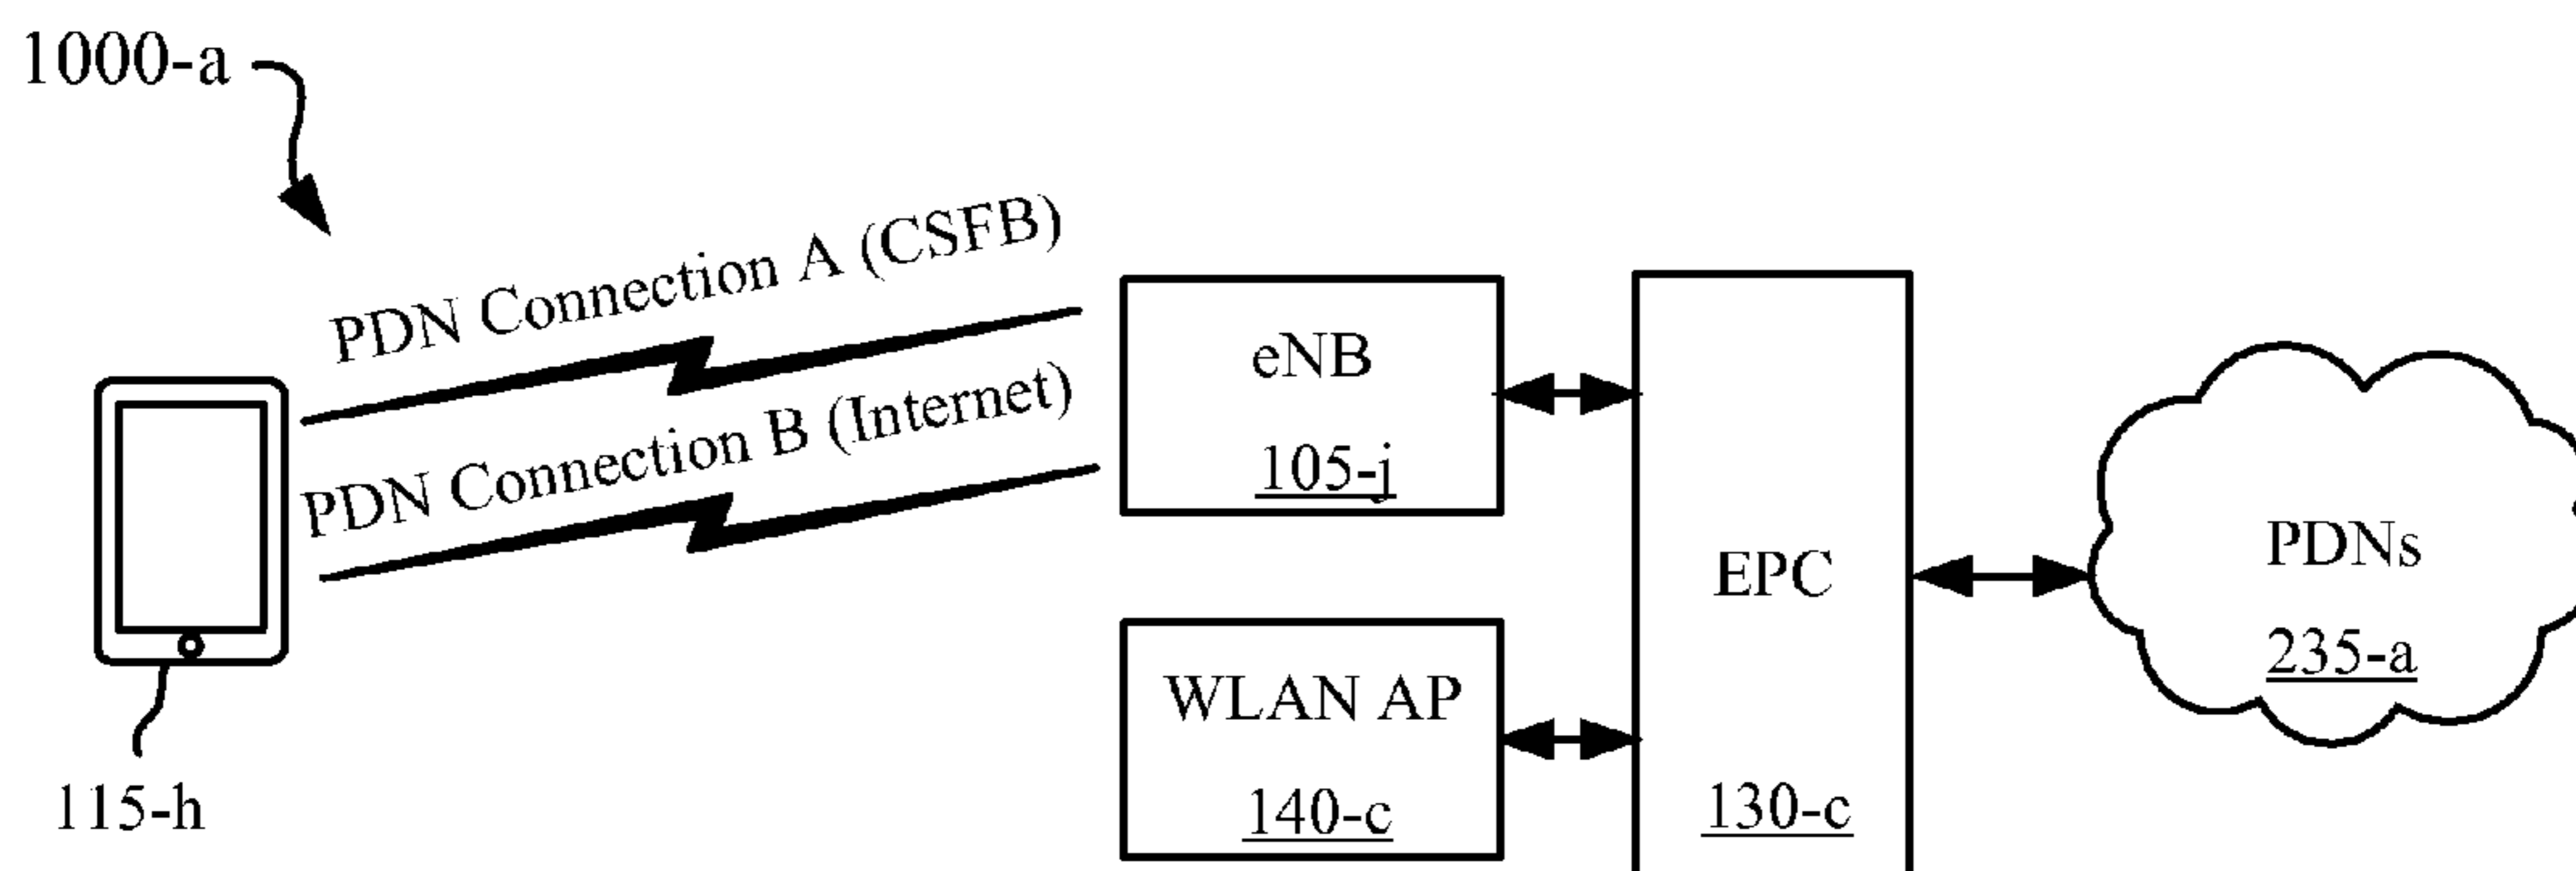 1000-a
PDN Connection A (CSFB)
PDN Connection B (Internet)
115-h
eNB
105-j
WLAN AP
140-c
EPC
130-c
PDNs
235-a